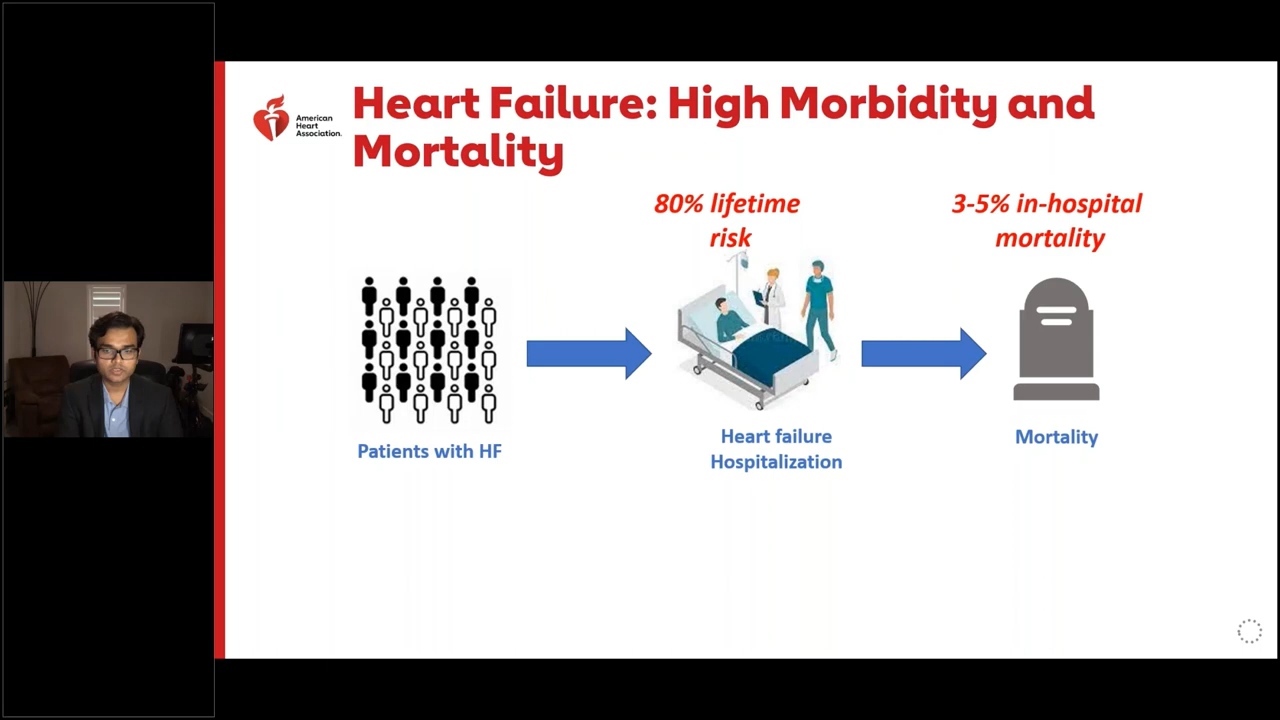 American
Heart
Association.
Heart Failure: High Morbidity and
Mortality
80% lifetime
risk
3-5% in-hospital
mortality
Patients with HF
Heart failure
Hospitalization
Mortality